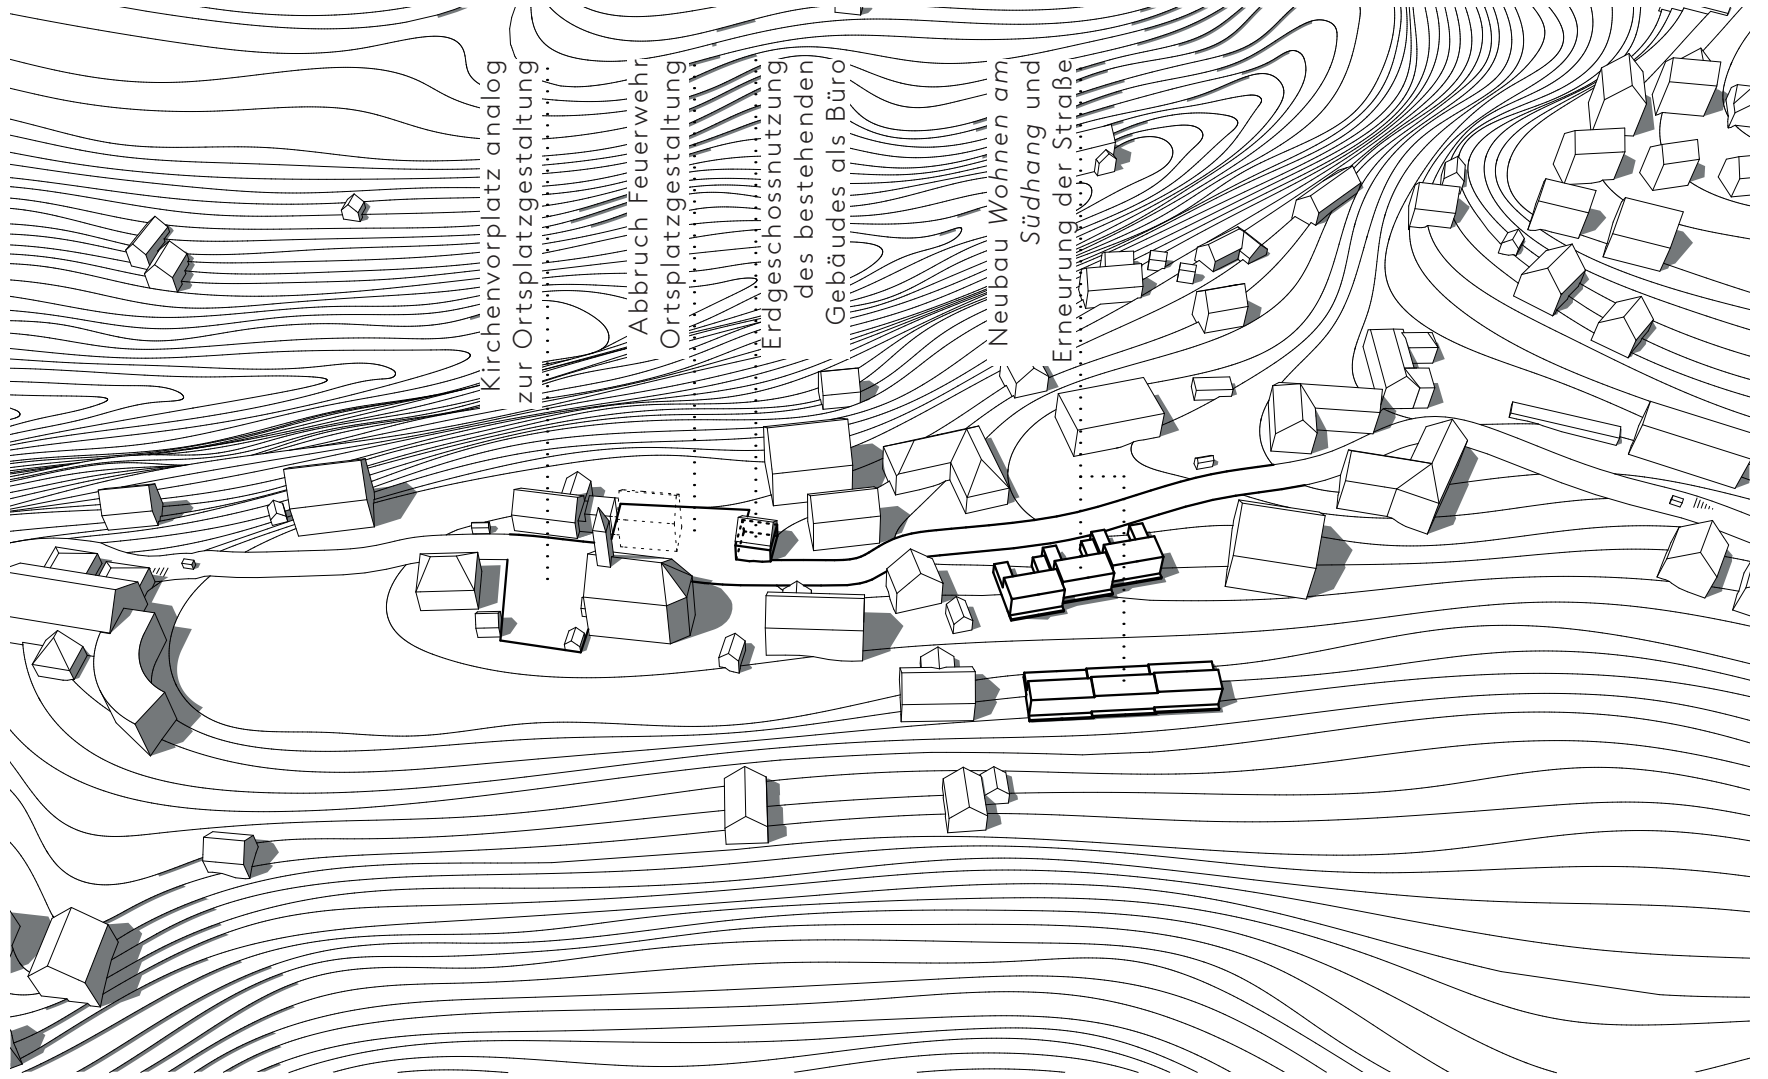 Kirchenvorplatz analog
zur Ortsplatzgestaltung
Abbruch Feuerwehr
Ortsplatzgestaltung
Erdgeschossnutzung
des bestehenden
Gebäudes als Büro
Neubau Wohnen am
Südhang und
Erneurung der Straße